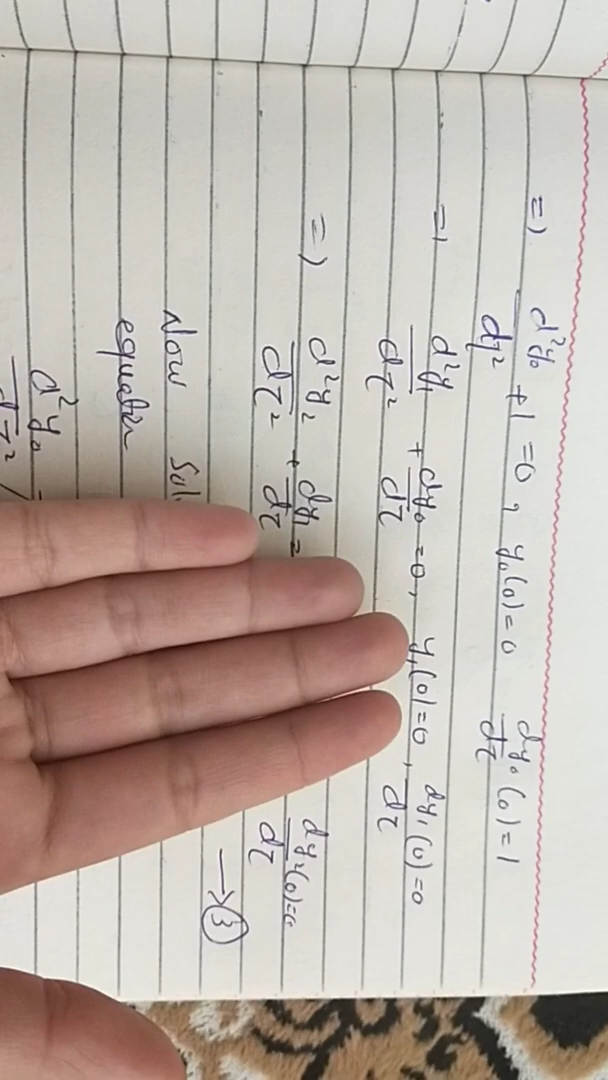 => d²y₀/dτ² + 1 = 0, y₀(0) = 0 dy₀/dτ (0) = 1
=> d²y₁/dτ² + dy₀/dτ = 0, y₁(0) = 0, dy₁/dτ (0) = 0
=> d²y₂/dτ² + dy₁/dτ = dy₂/dτ (0) = 0
→ ③
Now
equation
d²y₀/dτ²